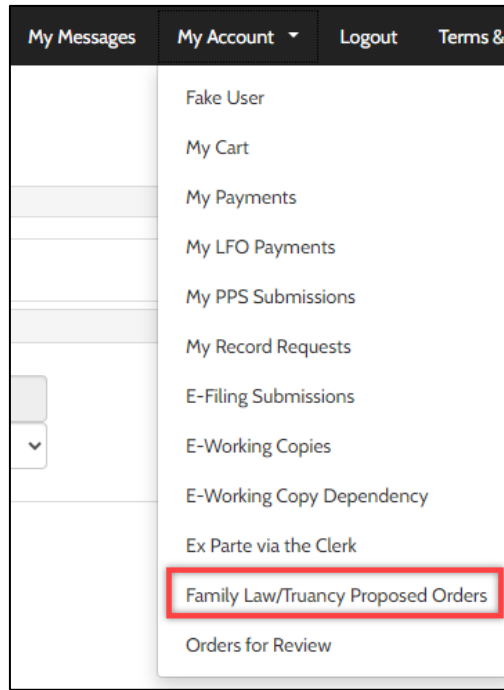 My Messages My Account Logout Terms &
Fake User
My Cart
My Payments
My LFO Payments
My PPS Submissions
My Record Requests
E-Filing Submissions
E-Working Copies
E-Working Copy Dependency
Ex Parte via the Clerk
Family Law/Truancy Proposed Orders
Orders for Review